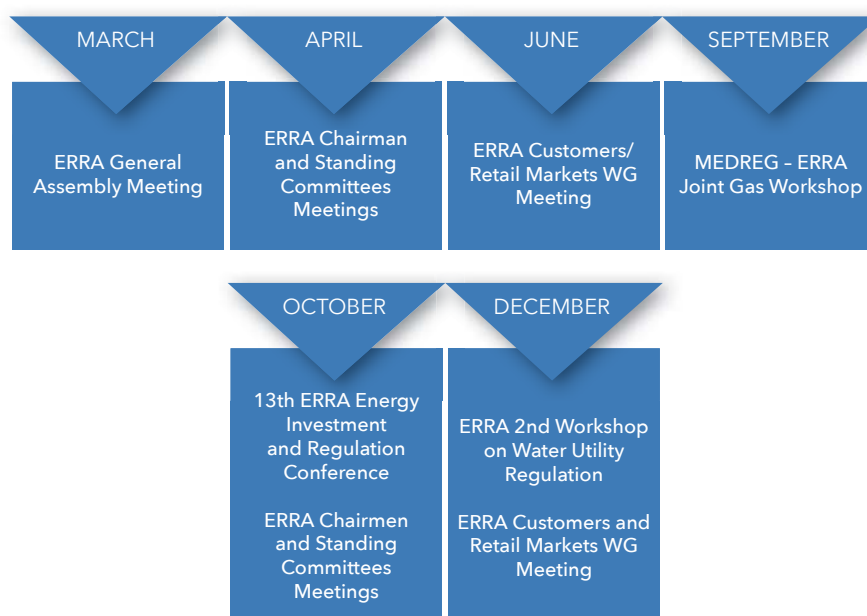 MARCH
ERRA General
Assembly Meeting
APRIL
ERRA Chairman
and Standing
Committees
Meetings
JUNE
ERRA Customers/
Retail Markets WG
Meeting
SEPTEMBER
MEDREG – ERRA
Joint Gas Workshop
OCTOBER
13th ERRA Energy
Investment
and Regulation
Conference
ERRA Chairmen
and Standing
Committees
Meetings
DECEMBER
ERRA 2nd Workshop
on Water Utility
Regulation
ERRA Customers and
Retail Markets WG
Meeting